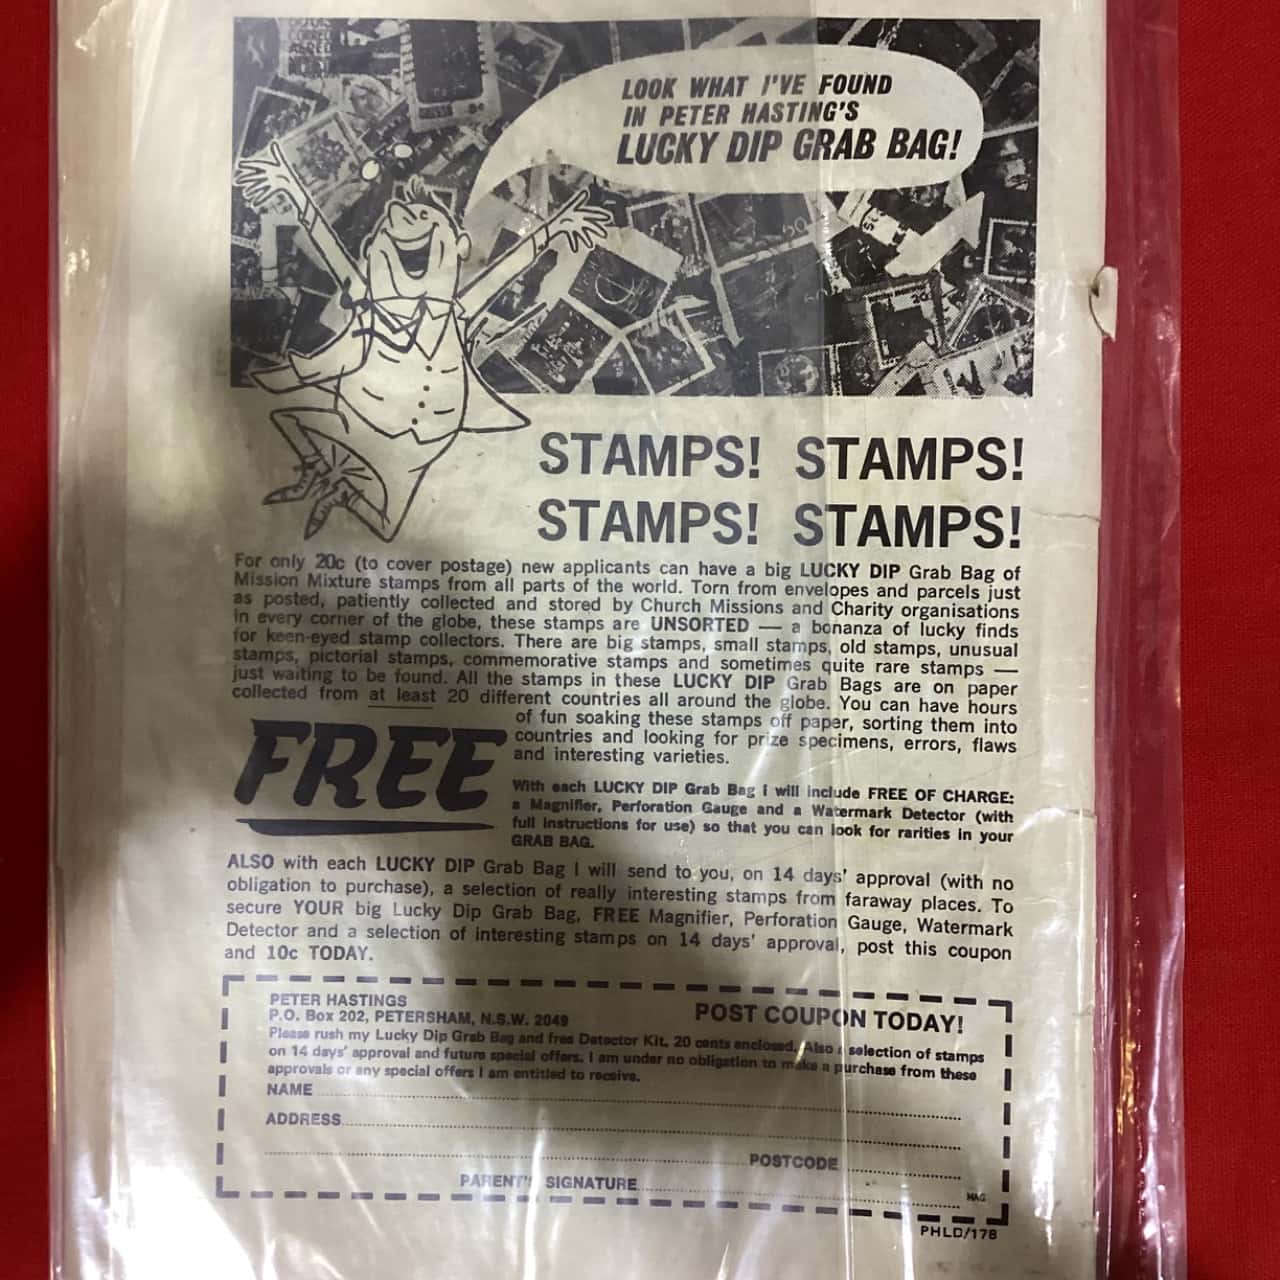 LOOK WHAT I'VE FOUND
IN PETER HASTING'S
LUCKY DIP GRAB BAG!
STAMPS! STAMPS!
STAMPS! STAMPS!
For only 20c (to cover postage) new applicants can have a big LUCKY DIP Grab Bag of
Mission Mixture stamps from all parts of the world. Torn from envelopes and parcels just
as posted, patiently collected and stored by Church Missions and Charity organisations
in every corner of the globe, these stamps are UNSORTED — a bonanza of lucky finds
for keen-eyed stamp collectors. There are big stamps, small stamps, old stamps, unusual
stamps, pictorial stamps, commemorative stamps and sometimes quite rare stamps —
just waiting to be found. All the stamps in these LUCKY DIP Grab Bags are on paper
collected from at least 20 different countries all around the globe. You can have hours
of fun soaking these stamps off paper, sorting them into
countries and looking for prize specimens, errors, flaws
and interesting varieties.
FREE
With each LUCKY DIP Grab Bag I will include FREE OF CHARGE:
a Magnifier, Perforation Gauge and a Watermark Detector (with
full instructions for use) so that you can look for rarities in your
GRAB BAG.
ALSO with each LUCKY DIP Grab Bag I will send to you, on 14 days' approval (with no
obligation to purchase), a selection of really interesting stamps from faraway places. To
secure YOUR big Lucky Dip Grab Bag, FREE Magnifier, Perforation Gauge, Watermark
Detector and a selection of interesting stamps on 14 days' approval, post this coupon
and 10c TODAY.
PETER HASTINGS
P.O. Box 202, PETERSHAM, N.S.W. 2049
POST COUPON TODAY!
Please rush my Lucky Dip Grab Bag and free Detector Kit, 20 cents enclosed. Also a selection of stamps
on 14 days' approval and future special offers. I am under no obligation to make a purchase from these
approvals or any special offers I am entitled to receive.
NAME
ADDRESS
POSTCODE
PARENT'S SIGNATURE
MAG
PHLD/178